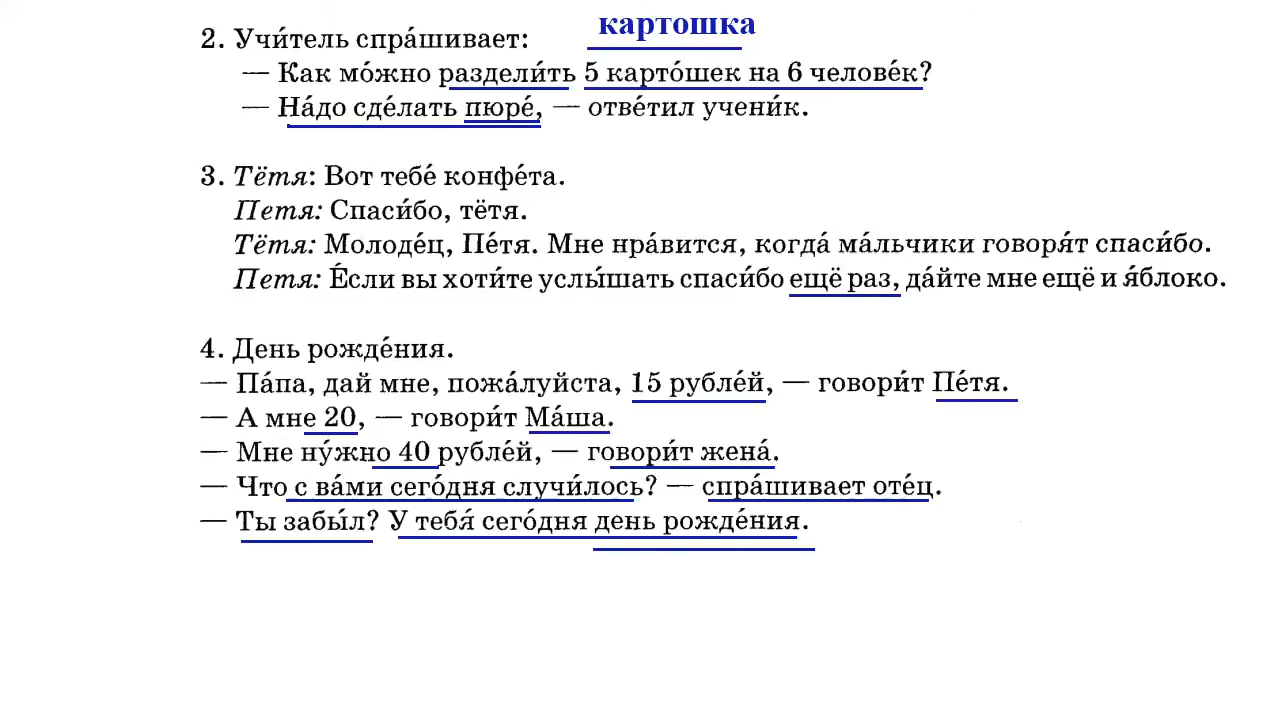 картошка
2. Учи́тель спра́шивает:
— Как мо́жно раздели́ть 5 карто́шек на 6 челове́к?
— На́до сде́лать пюре́, — отве́тил учени́к.
3. Тётя: Вот тебе́ конфе́та.
Петя: Спаси́бо, тётя.
Тётя: Молоде́ц, Пе́тя. Мне нра́вится, когда́ ма́льчики говоря́т спаси́бо.
Петя: Е́сли вы хоти́те услы́шать спаси́бо ещё раз, да́йте мне ещё и я́блоко.
4. День рожде́ния.
— Па́па, дай мне, пожа́луйста, 15 рубле́й, — говори́т Пе́тя.
— А мне 20, — говори́т Ма́ша.
— Мне ну́жно 40 рубле́й, — говори́т жена́.
— Что с ва́ми сего́дня случи́лось? — спра́шивает оте́ц.
— Ты забы́л? У тебя́ сего́дня день рожде́ния.